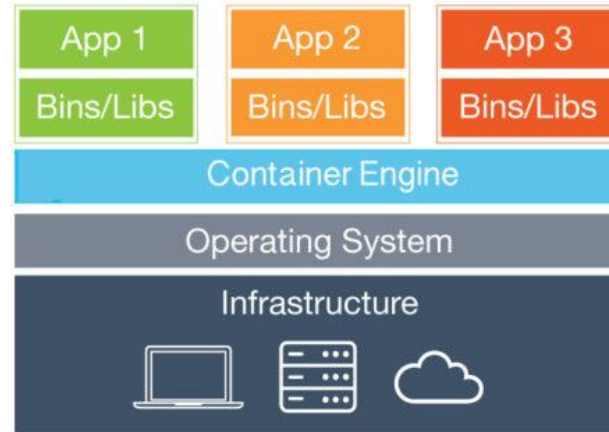 App 1 App 2 App 3
Bins/Libs Bins/Libs Bins/Libs
Container Engine
Operating System
Infrastructure